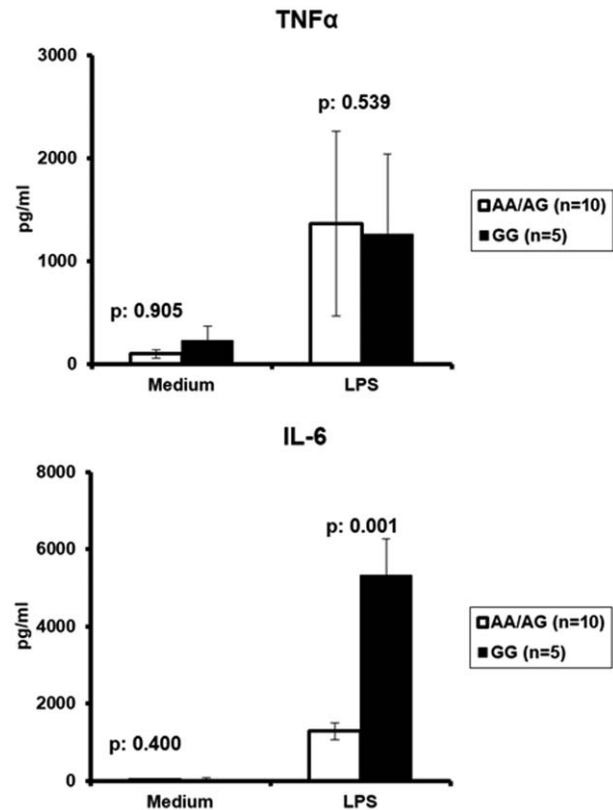 TNFα
3000
p: 0.539
2000
pg/ml
AA/AG (n=10)
GG (n=5)
1000
p: 0.905
0
Medium
LPS
IL-6
8000
p: 0.001
6000
pg/ml
4000
AA/AG (n=10)
GG (n=5)
2000
p: 0.400
0
Medium
LPS